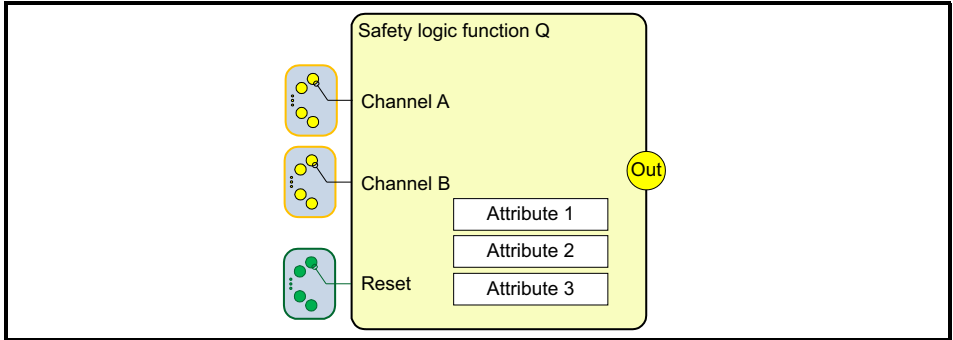 Safety logic function Q
Channel A
Channel B
Out
Attribute 1
Attribute 2
Reset
Attribute 3